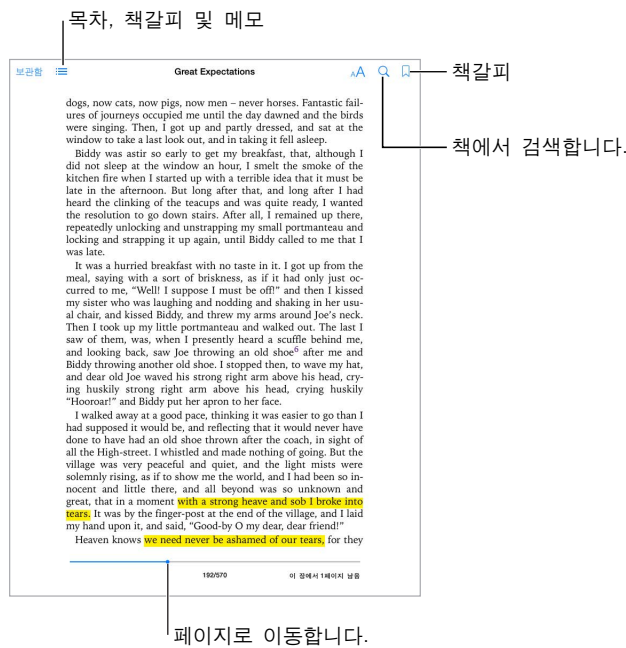 목차, 책갈피 및 메모
보관함
Great Expectations
AA
책갈피
책에서 검색합니다.
dogs, now cats, now pigs, now men – never horses. Fantastic fail-
ures of journeys occupied me until the day dawned and the birds
were singing. Then, I got up and partly dressed, and sat at the
window to take a last look out, and in taking it fell asleep.
Biddy was astir so early to get my breakfast, that, although I
did not sleep at the window an hour, I smelt the smoke of the
kitchen fire when I started up with a terrible idea that it must be
late in the afternoon. But long after that, and long after I had
heard the clinking of the teacups and was quite ready, I wanted
the resolution to go down stairs. After all, I remained up there,
repeatedly unlocking and unstrapping my small portmanteau and
locking and strapping it up again, until Biddy called to me that I
was late.
It was a hurried breakfast with no taste in it. I got up from the
meal, saying with a sort of briskness, as if it had only just oc-
curred to me, “Well! I suppose I must be off!” and then I kissed
my sister who was laughing and nodding and shaking in her usu-
al chair, and kissed Biddy, and threw my arms around Joe’s neck.
Then I took up my little portmanteau and walked out. The last I
saw of them, was, when I presently heard a scuffle behind me,
and looking back, saw Joe throwing an old shoe6 after me and
Biddy throwing another old shoe. I stopped then, to wave my hat,
and dear old Joe waved his strong right arm above his head, cry-
ing huskily strong right arm above his head, crying huskily
“Hooroar!” and Biddy put her apron to her face.
I walked away at a good pace, thinking it was easier to go than I
had supposed it would be, and reflecting that it would never have
done to have had an old shoe thrown after the coach, in sight of
all the High-street. I whistled and made nothing of going. But the
village was very peaceful and quiet, and the light mists were
solemnly rising, as if to show me the world, and I had been so in-
nocent and little there, and all beyond was so unknown and
great, that in a moment with a strong heave and sob I broke into
tears. It was by the finger-post at the end of the village, and I laid
my hand upon it, and said, “Good-by O my dear, dear friend!”
Heaven knows we need never be ashamed of our tears, for they
192/570
이 장에서 1페이지 남음
페이지로 이동합니다.